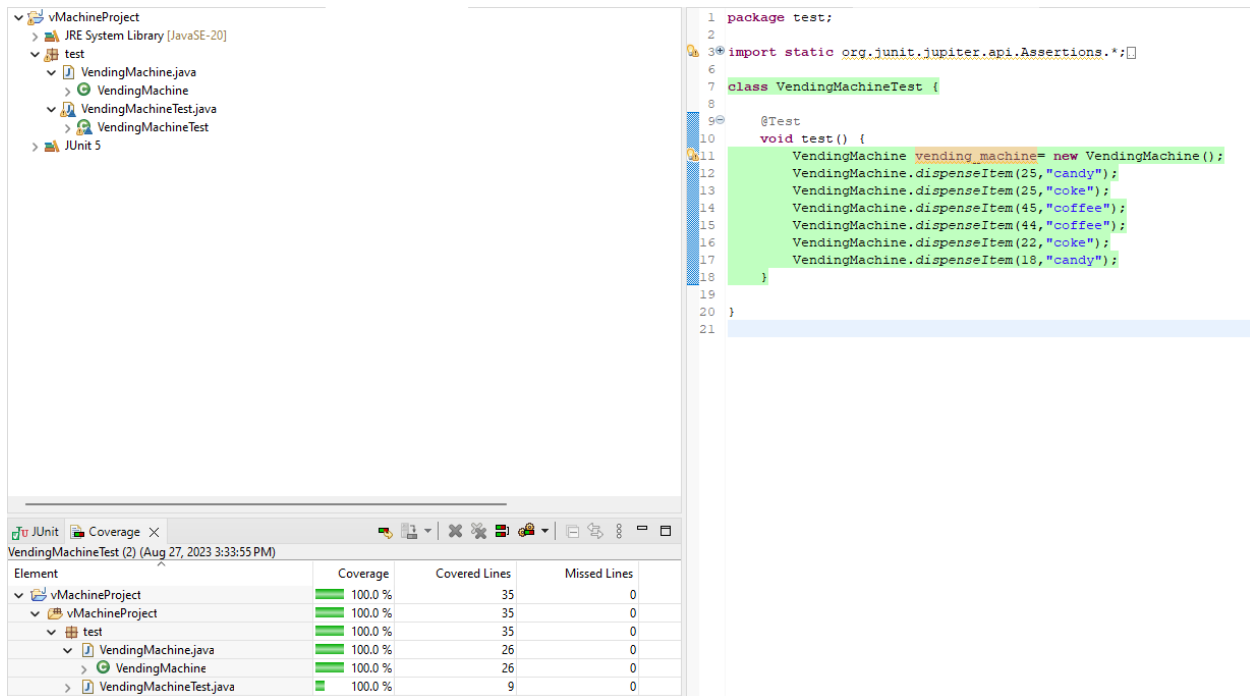 vMachineProject
JRE System Library [JavaSE-20]
test
VendingMachine.java
VendingMachine
VendingMachineTest.java
VendingMachineTest
JUnit 5
1 package test;
2
3 import static org.junit.jupiter.api.Assertions.*;
6
7 class VendingMachineTest {
8
9 @Test
10 void test() {
11 VendingMachine vending_machine= new VendingMachine();
12 VendingMachine.dispenseItem(25,"candy");
13 VendingMachine.dispenseItem(25,"coke");
14 VendingMachine.dispenseItem(45,"coffee");
15 VendingMachine.dispenseItem(44,"coffee");
16 VendingMachine.dispenseItem(22,"coke");
17 VendingMachine.dispenseItem(18,"candy");
18 }
19
20 }
21
JUnit Coverage
VendingMachineTest (2) (Aug 27, 2023 3:33:55 PM)
Element Coverage Covered Lines Missed Lines
vMachineProject 100.0 % 35 0
vMachineProject 100.0 % 35 0
test 100.0 % 35 0
VendingMachine.java 100.0 % 26 0
VendingMachine 100.0 % 26 0
VendingMachineTest.java 100.0 % 9 0